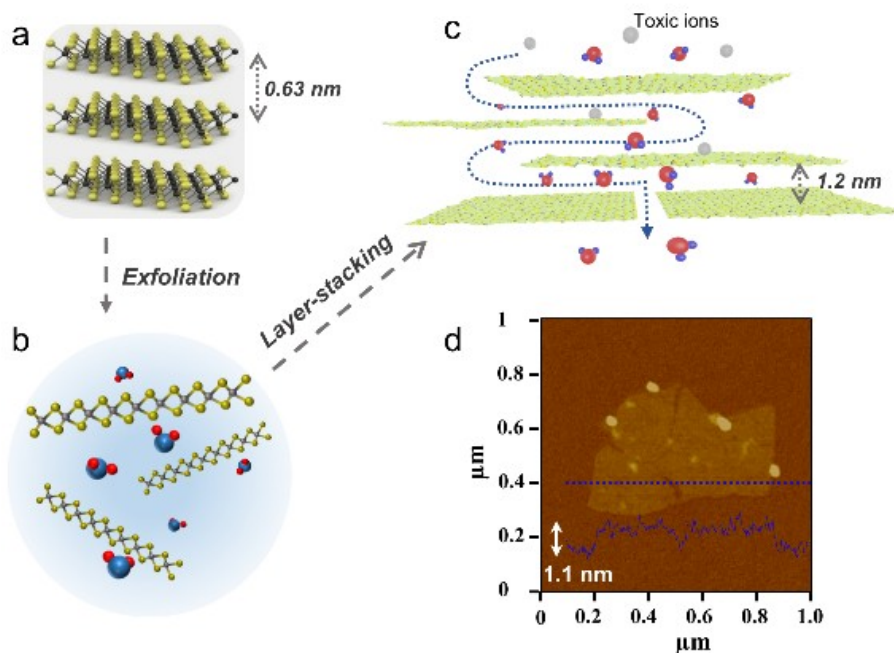 a
0.63 nm
Exfoliation
b
Layer-stacking
c
Toxic ions
1.2 nm
d
1
0.8
0.6
0.4
0.2
0
µm
1.1 nm
0
0.2
0.4
0.6
0.8
1.0
µm